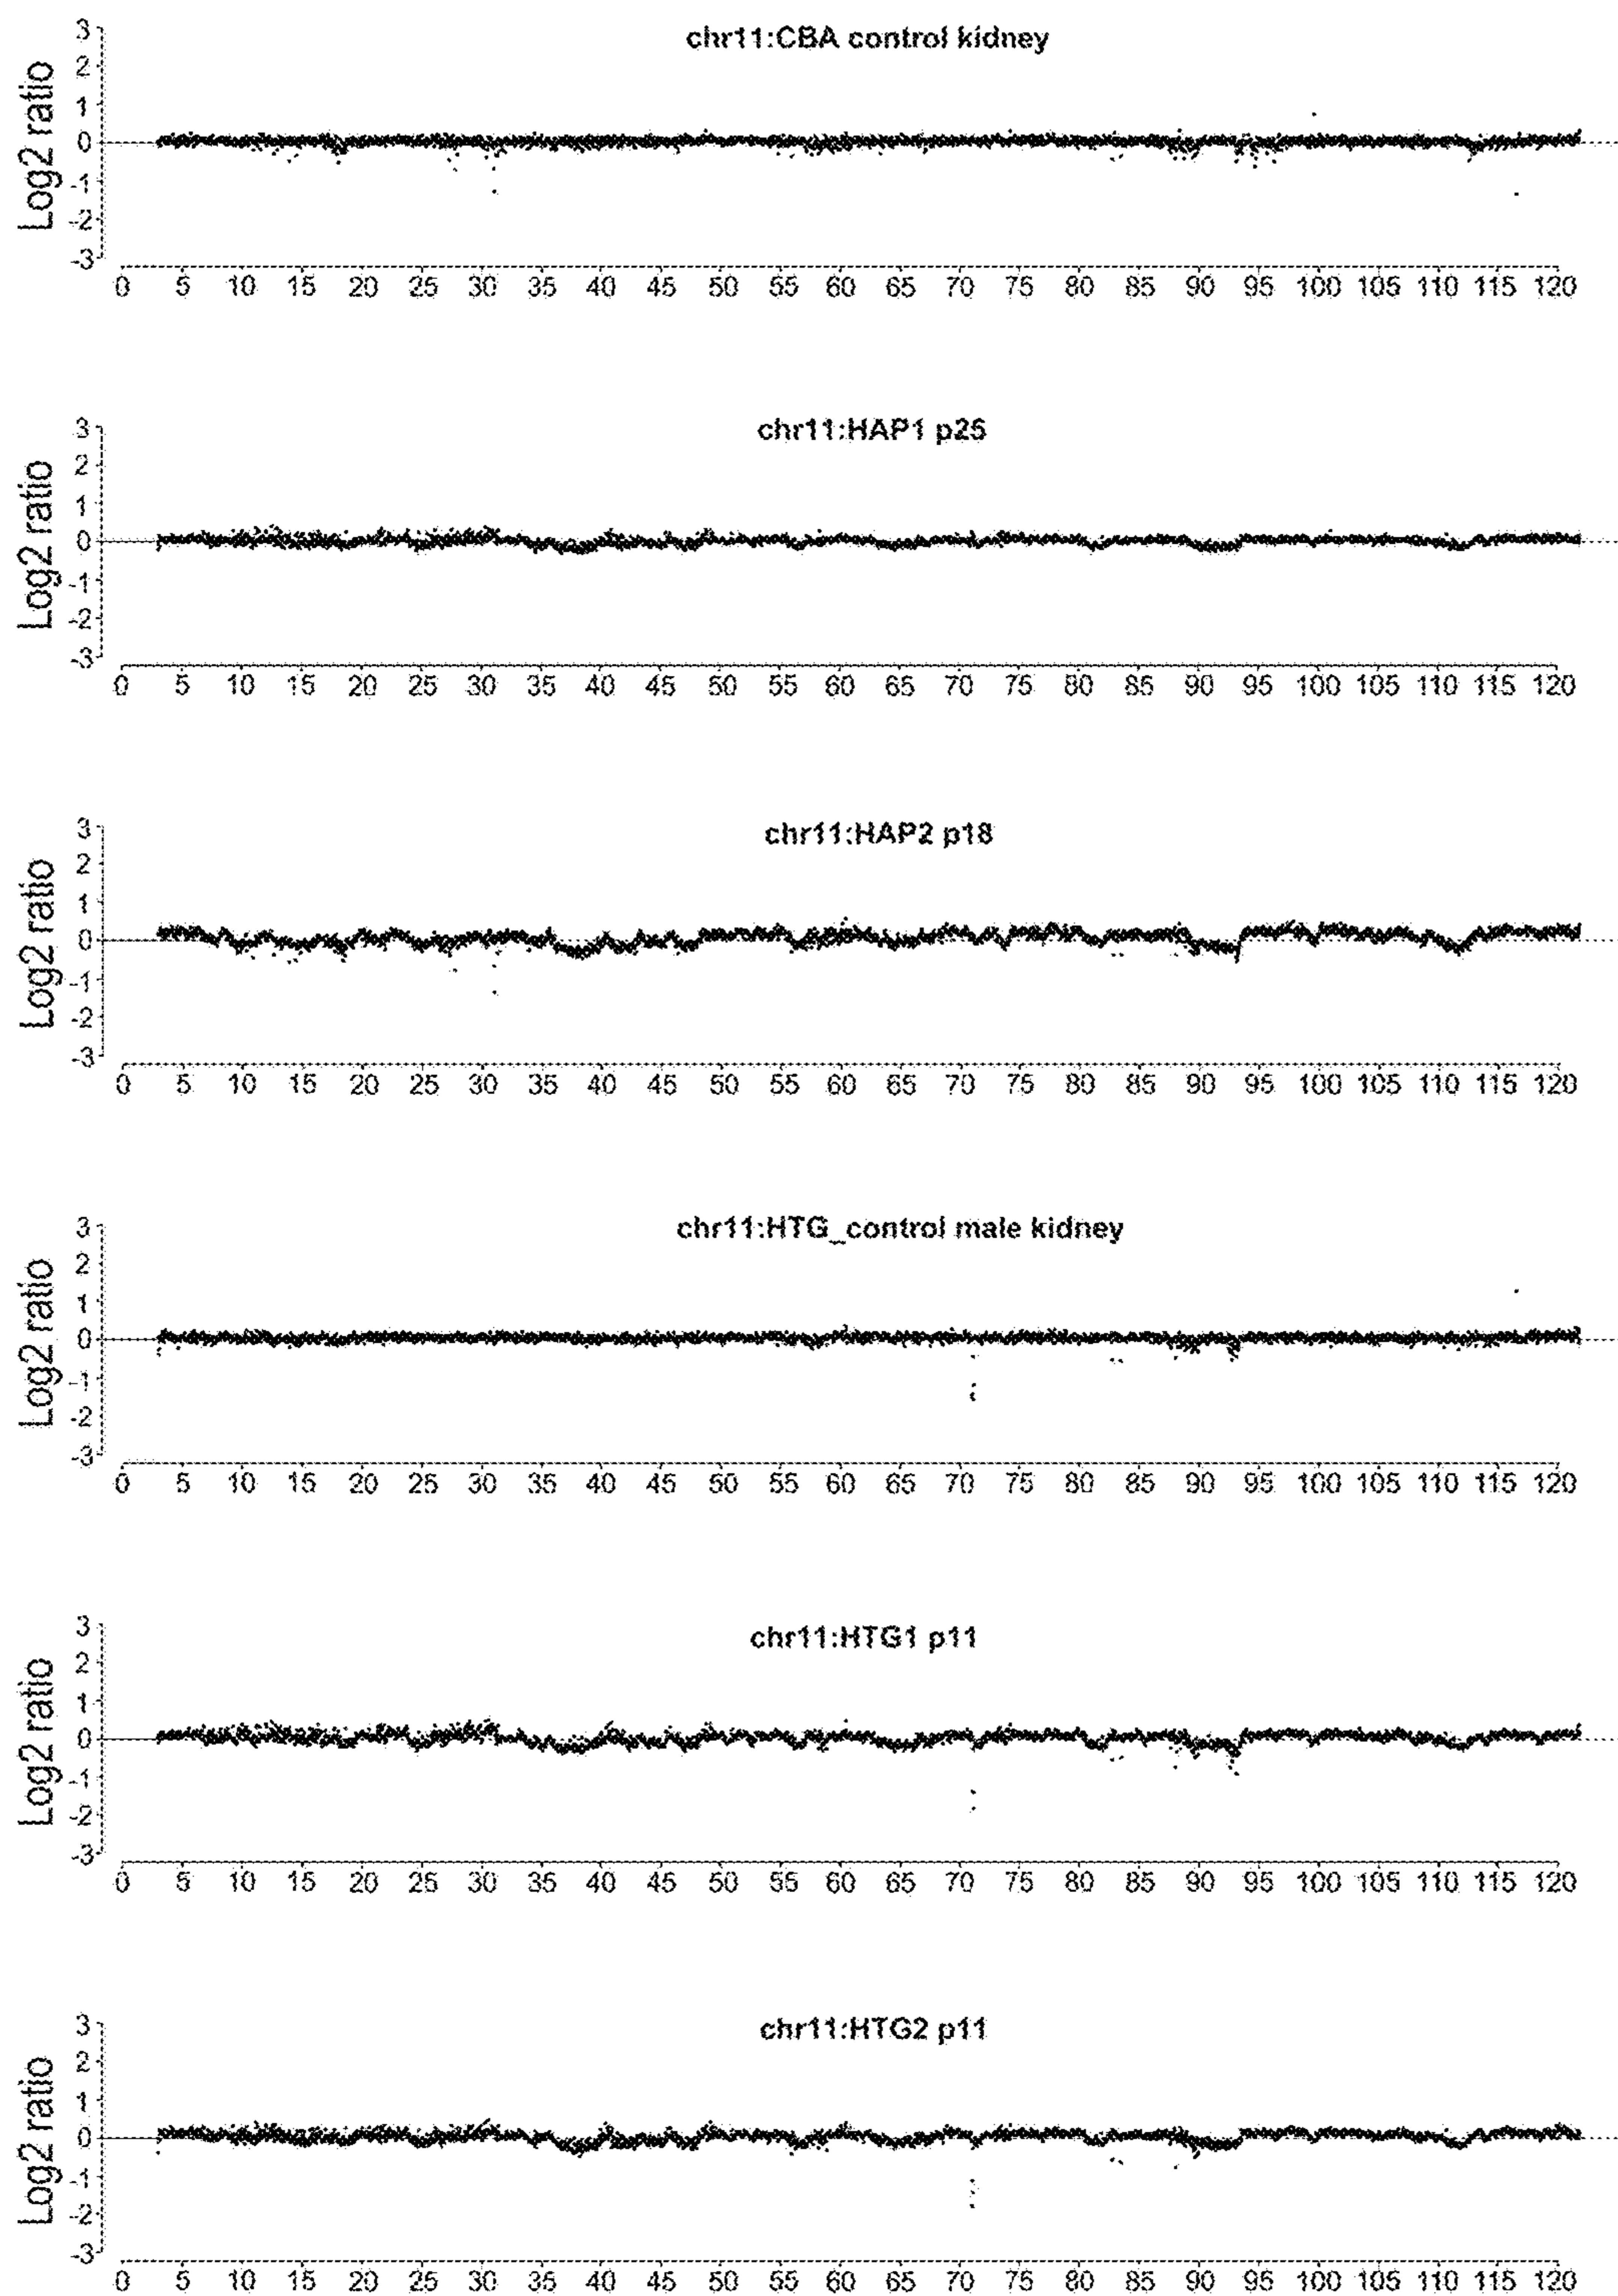 chr11:CBA control kidney
Log2 ratio
3
2
1
0
-1
-2
-3
0 5 10 15 20 25 30 35 40 45 50 55 60 65 70 75 80 85 90 95 100 105 110 115 120
chr11:HAP1 p25
Log2 ratio
3
2
1
0
-1
-2
-3
0 5 10 15 20 25 30 35 40 45 50 55 60 65 70 75 80 85 90 95 100 105 110 115 120
chr11:HAP2 p18
Log2 ratio
3
2
1
0
-1
-2
-3
0 5 10 15 20 25 30 35 40 45 50 55 60 65 70 75 80 85 90 95 100 105 110 115 120
chr11:HTG_control male kidney
Log2 ratio
3
2
1
0
-1
-2
-3
0 5 10 15 20 25 30 35 40 45 50 55 60 65 70 75 80 85 90 95 100 105 110 115 120
chr11:HTG1 p11
Log2 ratio
3
2
1
0
-1
-2
-3
0 5 10 15 20 25 30 35 40 45 50 55 60 65 70 75 80 85 90 95 100 105 110 115 120
chr11:HTG2 p11
Log2 ratio
3
2
1
0
-1
-2
-3
0 5 10 15 20 25 30 35 40 45 50 55 60 65 70 75 80 85 90 95 100 105 110 115 120